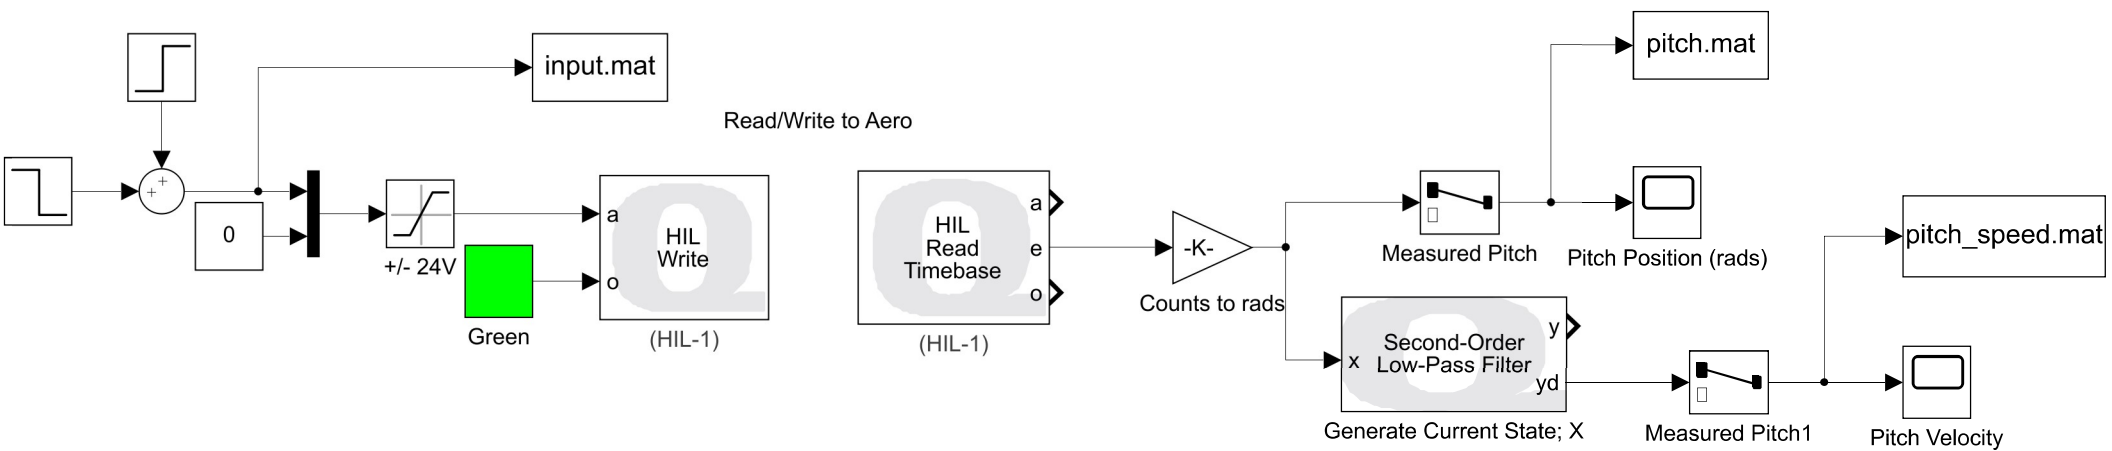 input.mat
Read/Write to Aero
+
+
0
+/- 24V
a
o
HIL
Write
(HIL-1)
Green
HIL
Read
Timebase
a
e
o
(HIL-1)
-K-
Counts to rads
pitch.mat
Measured Pitch
Pitch Position (rads)
x
Second-Order
Low-Pass Filter
y
yd
Generate Current State; X
Measured Pitch1
pitch_speed.mat
Pitch Velocity